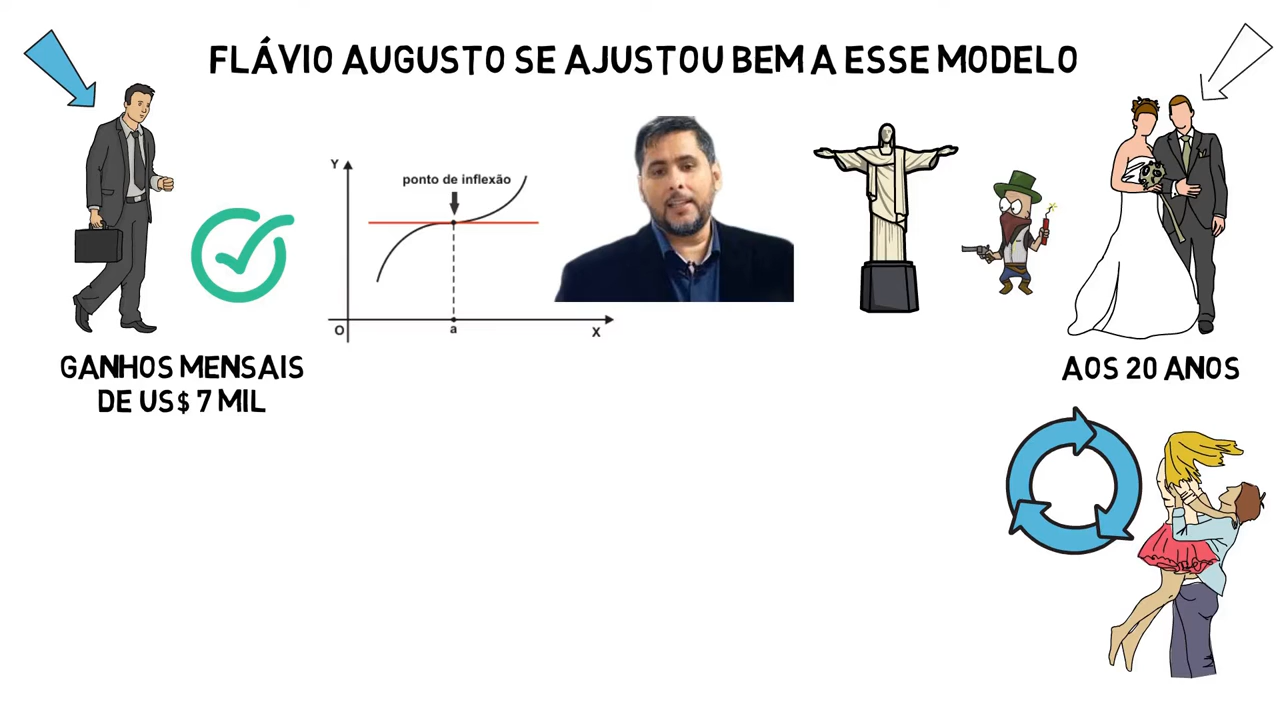 FLÁVIO AUGUSTO SE AJUSTOU BEM A ESSE MODELO
Y
ponto de inflexão
O
a
X
GANHOS MENSAIS
DE US$ 7 MIL
AOS 20 ANOS